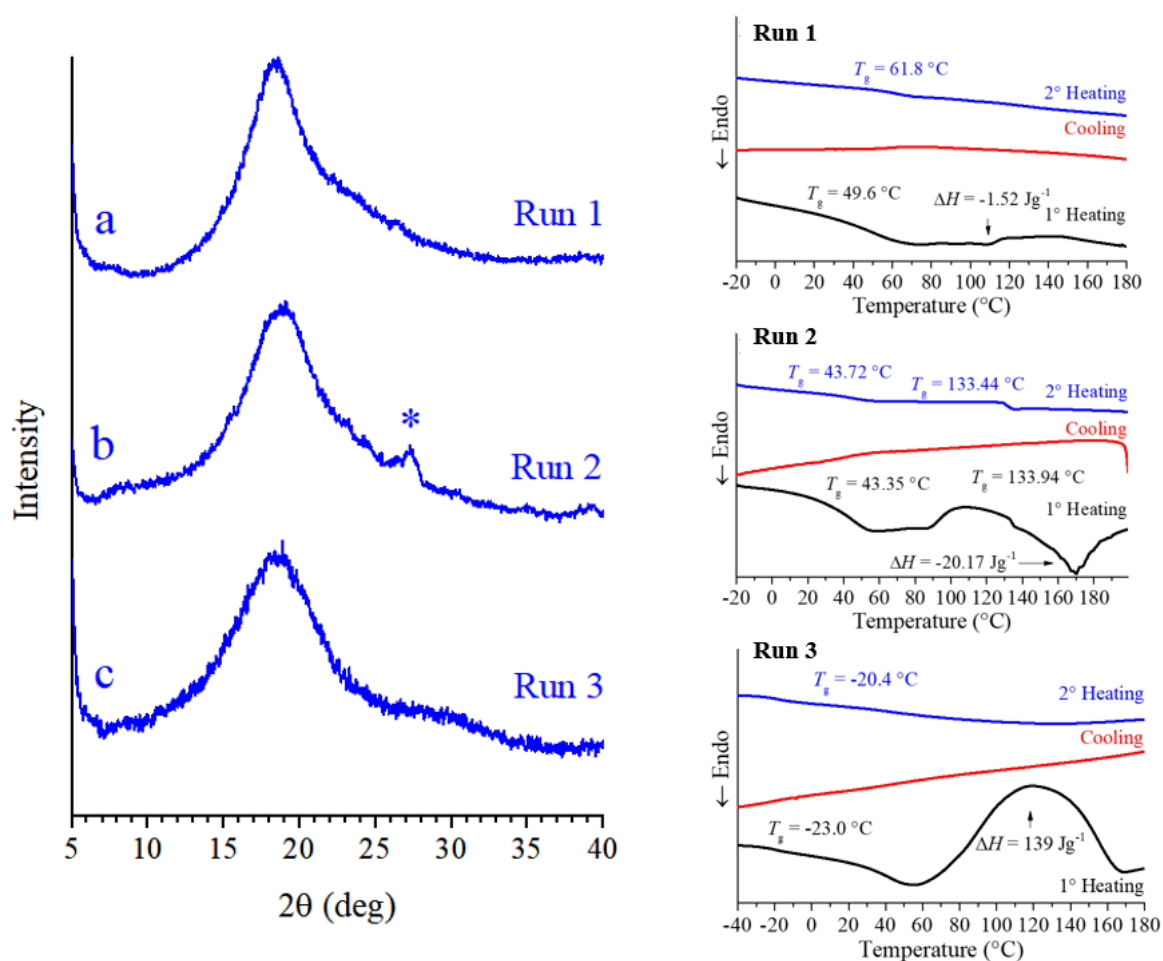 Intensity
a
Run 1
b
*
Run 2
c
Run 3
5 10 15 20 25 30 35 40
2θ (deg)
Run 1
Tg = 61.8 °C
2° Heating
Cooling
← Endo
Tg = 49.6 °C
ΔH = -1.52 Jg-1
1° Heating
-20 0 20 40 60 80 100 120 140 160 180
Temperature (°C)
Run 2
Tg = 43.72 °C
Tg = 133.44 °C
2° Heating
Cooling
← Endo
Tg = 43.35 °C
Tg = 133.94 °C
1° Heating
ΔH = -20.17 Jg-1
-20 0 20 40 60 80 100 120 140 160 180
Temperature (°C)
Run 3
Tg = -20.4 °C
2° Heating
Cooling
← Endo
Tg = -23.0 °C
ΔH = 139 Jg-1
1° Heating
-40 -20 0 20 40 60 80 100 120 140 160 180
Temperature (°C)